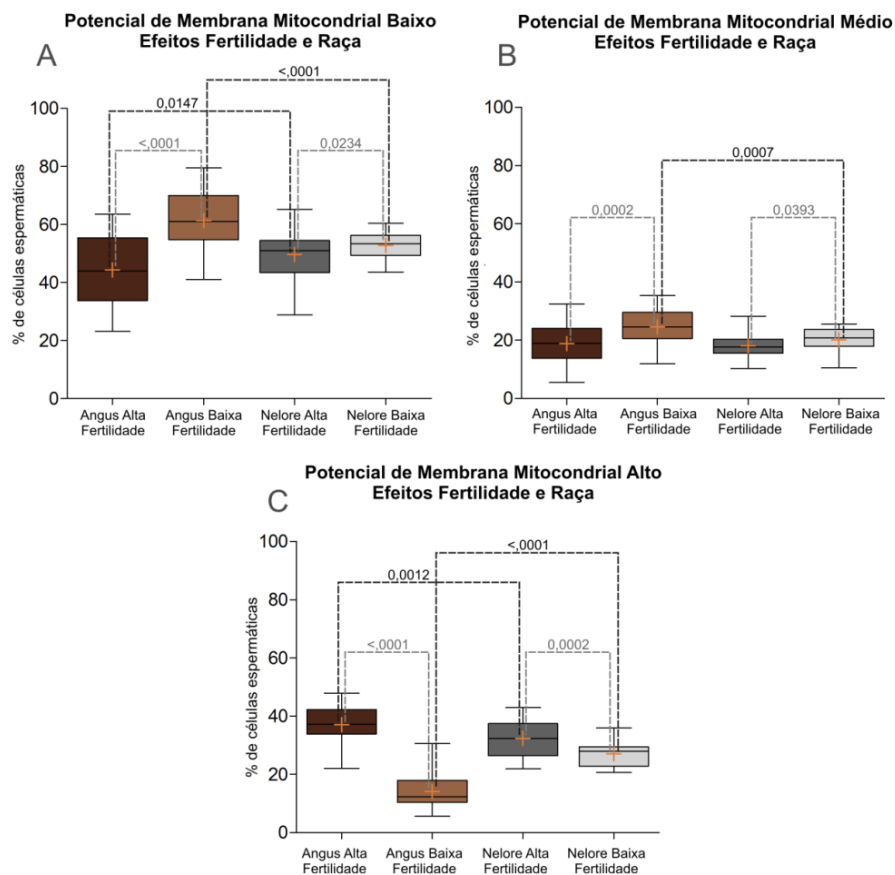 Potencial de Membrana Mitocondrial Baixo
Efeitos Fertilidade e Raça
A
<,0001
0,0147
<,0001
0,0234
100
80
60
40
20
0
% de células espermáticas
Angus Alta Fertilidade
Angus Baixa Fertilidade
Nelore Alta Fertilidade
Nelore Baixa Fertilidade
Potencial de Membrana Mitocondrial Médio
Efeitos Fertilidade e Raça
B
0,0007
0,0002
0,0393
100
80
60
40
20
0
% de células espermáticas
Angus Alta Fertilidade
Angus Baixa Fertilidade
Nelore Alta Fertilidade
Nelore Baixa Fertilidade
Potencial de Membrana Mitocondrial Alto
Efeitos Fertilidade e Raça
C
<,0001
0,0012
<,0001
0,0002
100
80
60
40
20
0
% de células espermáticas
Angus Alta Fertilidade
Angus Baixa Fertilidade
Nelore Alta Fertilidade
Nelore Baixa Fertilidade